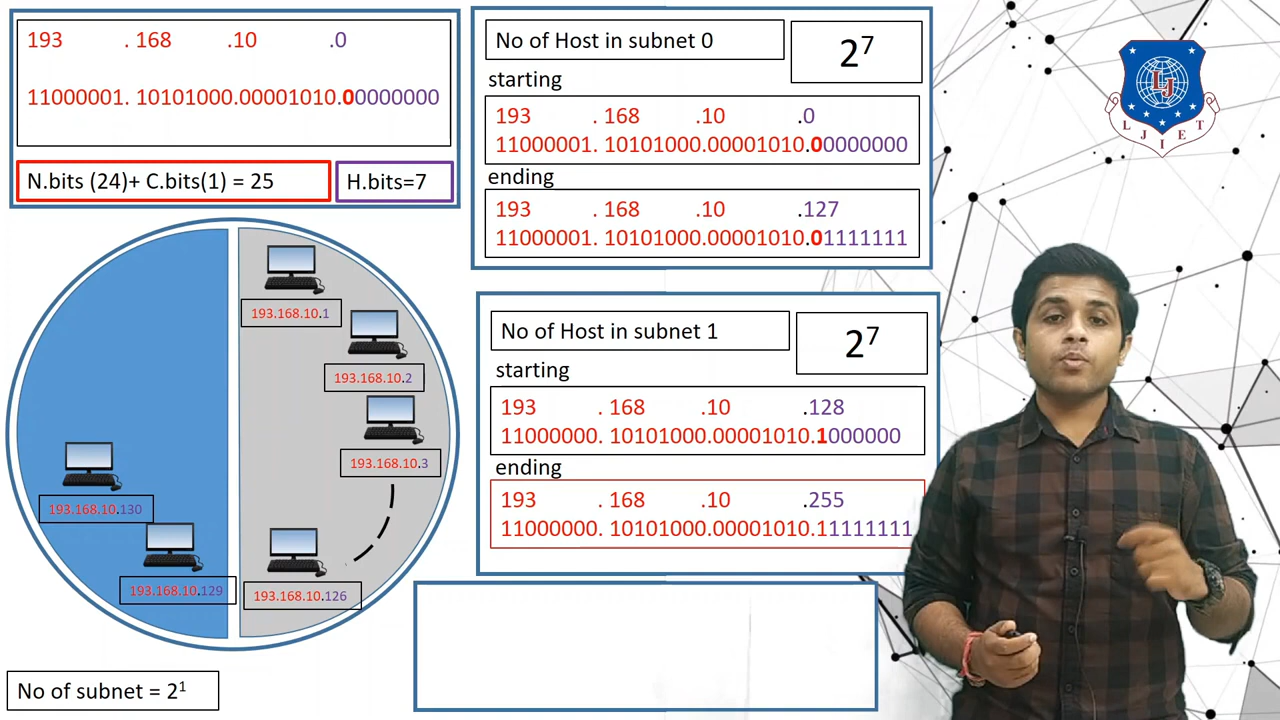 193 . 168 .10 .0
11000001. 10101000.00001010.00000000
N.bits (24)+ C.bits(1) = 25
H.bits=7
No of Host in subnet 0
2⁷
starting
193 . 168 .10 .0
11000001. 10101000.00001010.00000000
ending
193 . 168 .10 .127
11000001. 10101000.00001010.01111111
No of Host in subnet 1
2⁷
starting
193 . 168 .10 .128
11000000. 10101000.00001010.1000000
ending
193 . 168 .10 .255
11000000. 10101000.00001010.11111111
193.168.10.1
193.168.10.2
193.168.10.3
193.168.10.130
193.168.10.129
193.168.10.126
No of subnet = 2¹
LJ
L J I E T